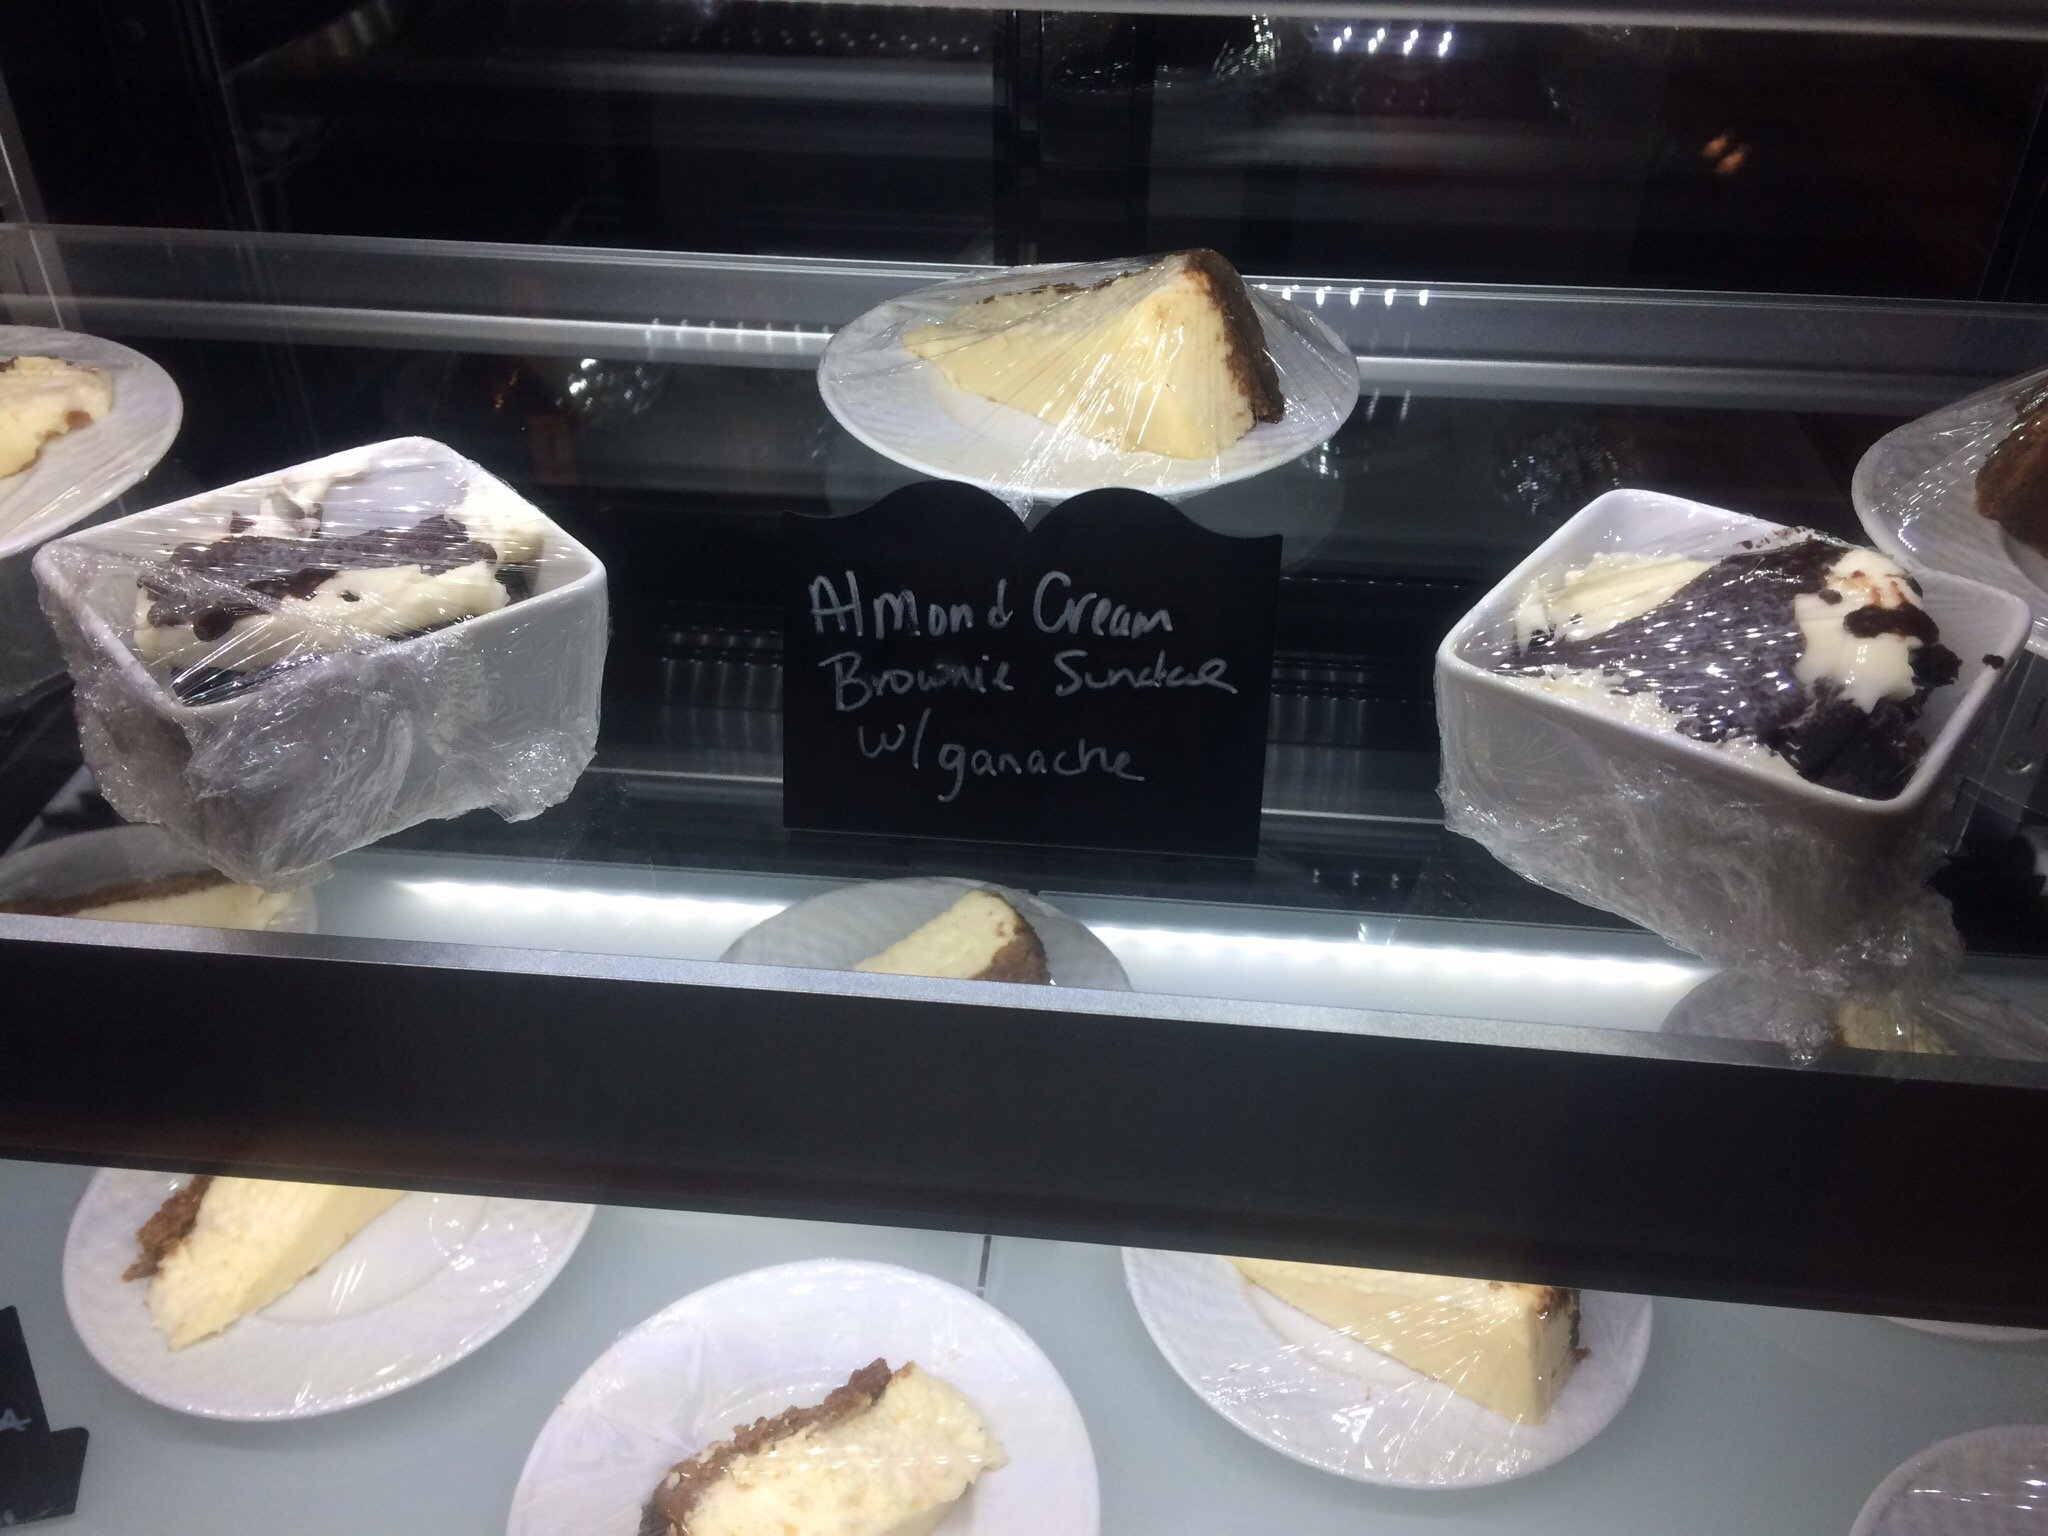 Almond Cream
Brownie Sundae
w/ganache